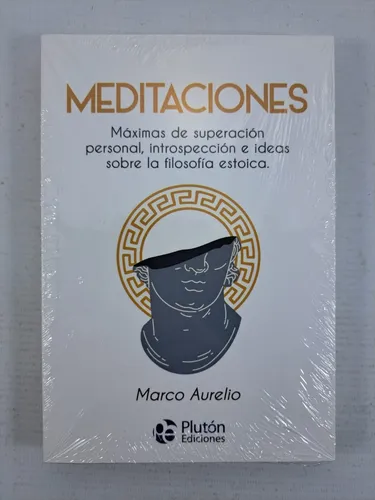 MEDITACIONES
Máximas de superación
personal, introspección e ideas
sobre la filosofía estoica.
Marco Aurelio
Plutón
Ediciones